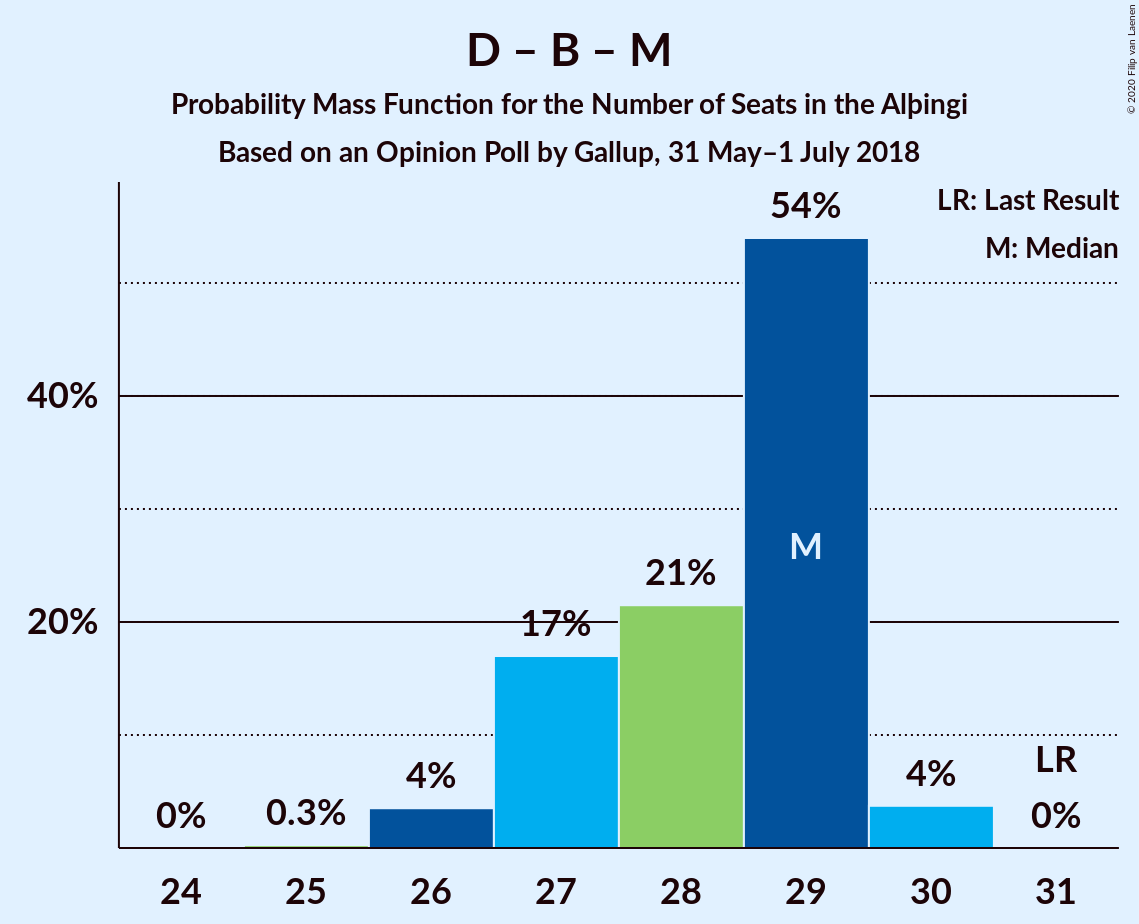 D – B – M
Probability Mass Function for the Number of Seats in the Alþingi
Based on an Opinion Poll by Gallup, 31 May–1 July 2018
© 2020 Filip van Laenen
LR: Last Result
M: Median
54%
40%
M
21%
20%
17%
LR
4%
4%
0%
0.3%
0%
24 25 26 27 28 29 30 31